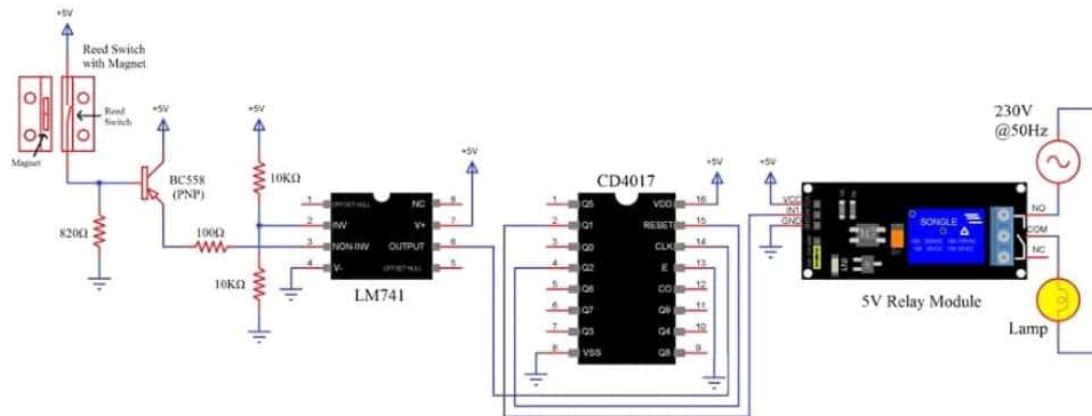 +5V
Reed Switch
with Magnet
Reed
Switch
Magnet
+5V
BC558
(PNP)
820Ω
100Ω
+5V
10KΩ
10KΩ
+5V
1
2
3
4
OFFSET NULL
INV
NON-INV
V-
NC
V+
OUTPUT
OFFSET NULL
8
7
6
5
LM741
CD4017
1
2
3
4
5
6
7
8
Q5
Q1
Q0
Q2
Q6
Q7
Q3
VSS
VDD
RESET
CLK
E
CO
Q9
Q4
Q8
16
15
14
13
12
11
10
9
+5V
+5V
VCC
IN1
GND
SONGLE
5V Relay Module
230V
@50Hz
NO
COM
NC
Lamp